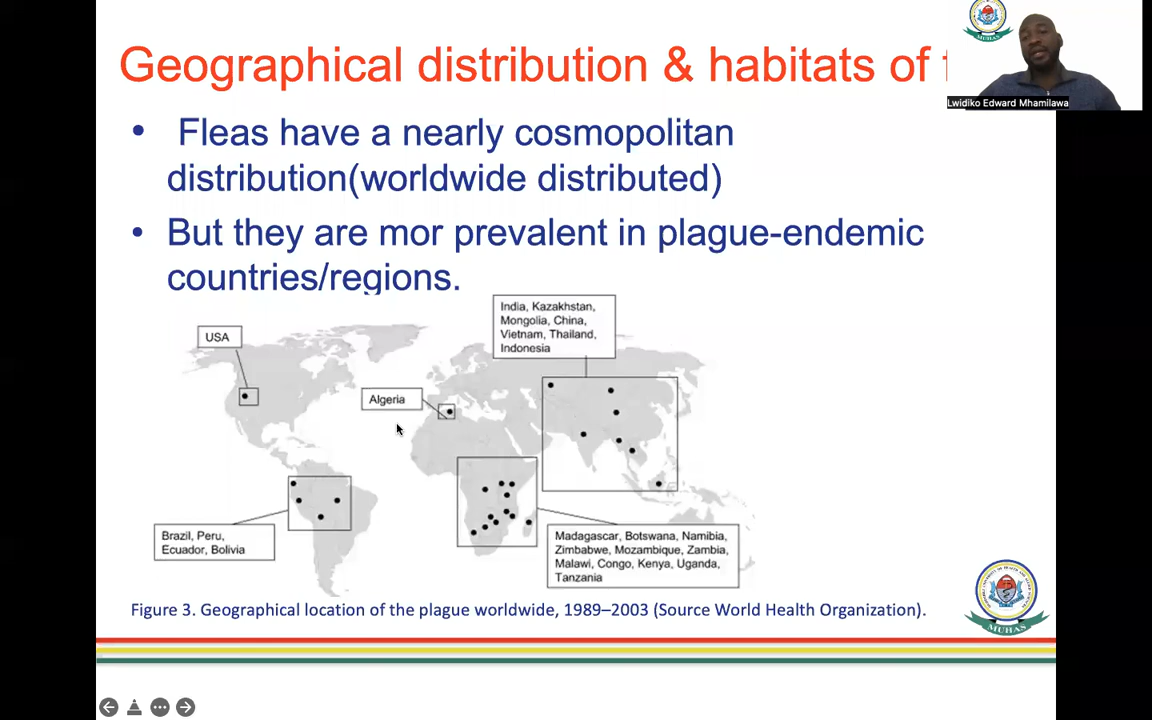 Geographical distribution & habitats of
Lwidiko Edward Mhamilawa
• Fleas have a nearly cosmopolitan
distribution(worldwide distributed)
• But they are mor prevalent in plague-endemic
countries/regions.
India, Kazakhstan,
Mongolia, China,
Vietnam, Thailand,
Indonesia
USA
Algeria
Brazil, Peru,
Ecuador, Bolivia
Madagascar, Botswana, Namibia,
Zimbabwe, Mozambique, Zambia,
Malawi, Congo, Kenya, Uganda,
Tanzania
Figure 3. Geographical location of the plague worldwide, 1989–2003 (Source World Health Organization).
MUHAS
MUHAS